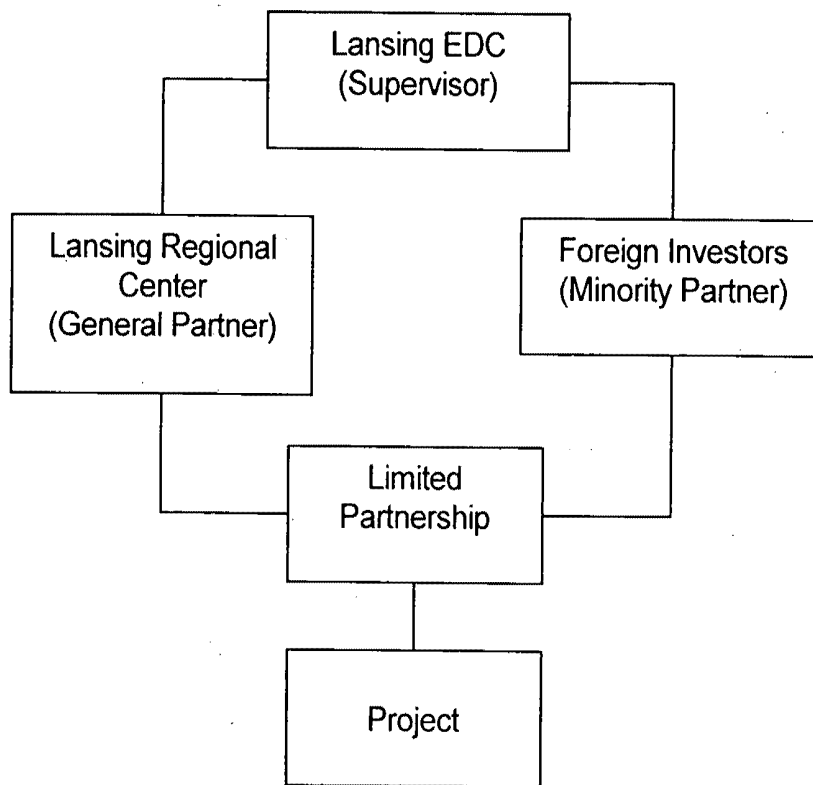 Lansing EDC
(Supervisor)
Lansing Regional
Center
(General Partner)
Foreign Investors
(Minority Partner)
Limited
Partnership
Project